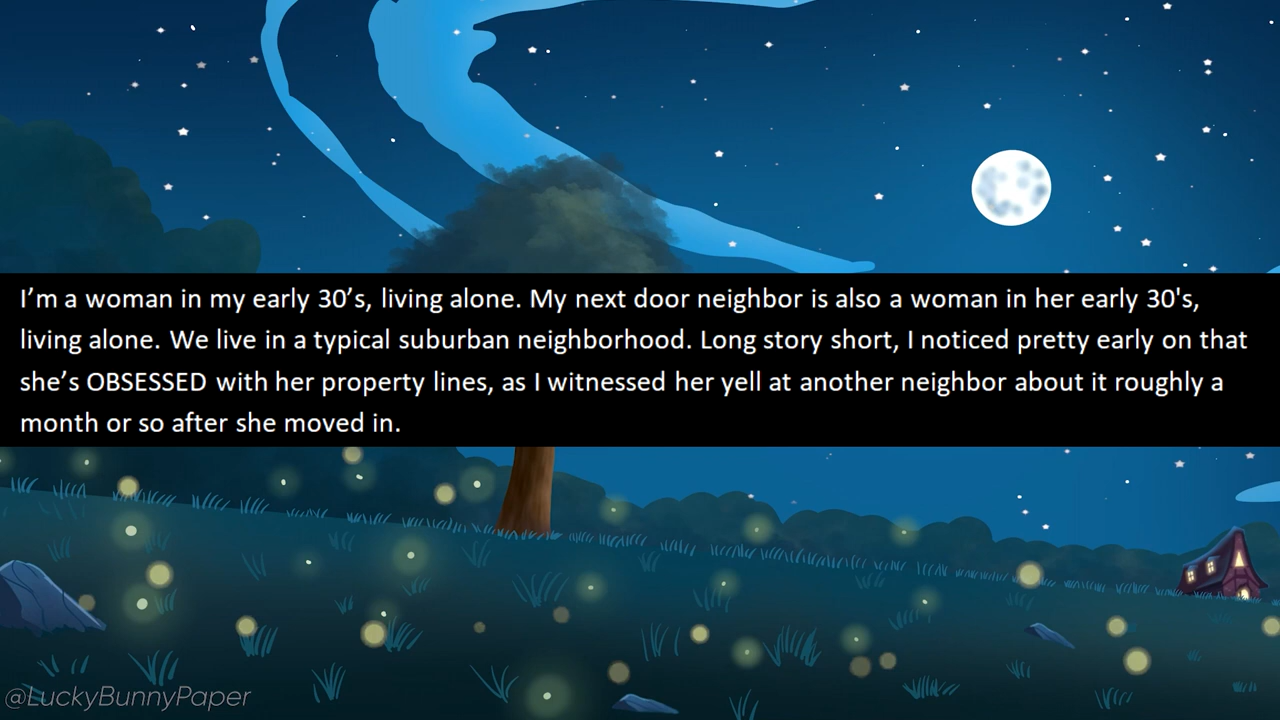 I’m a woman in my early 30’s, living alone. My next door neighbor is also a woman in her early 30's,
living alone. We live in a typical suburban neighborhood. Long story short, I noticed pretty early on that
she’s OBSESSED with her property lines, as I witnessed her yell at another neighbor about it roughly a
month or so after she moved in.
@LuckyBunnyPaper